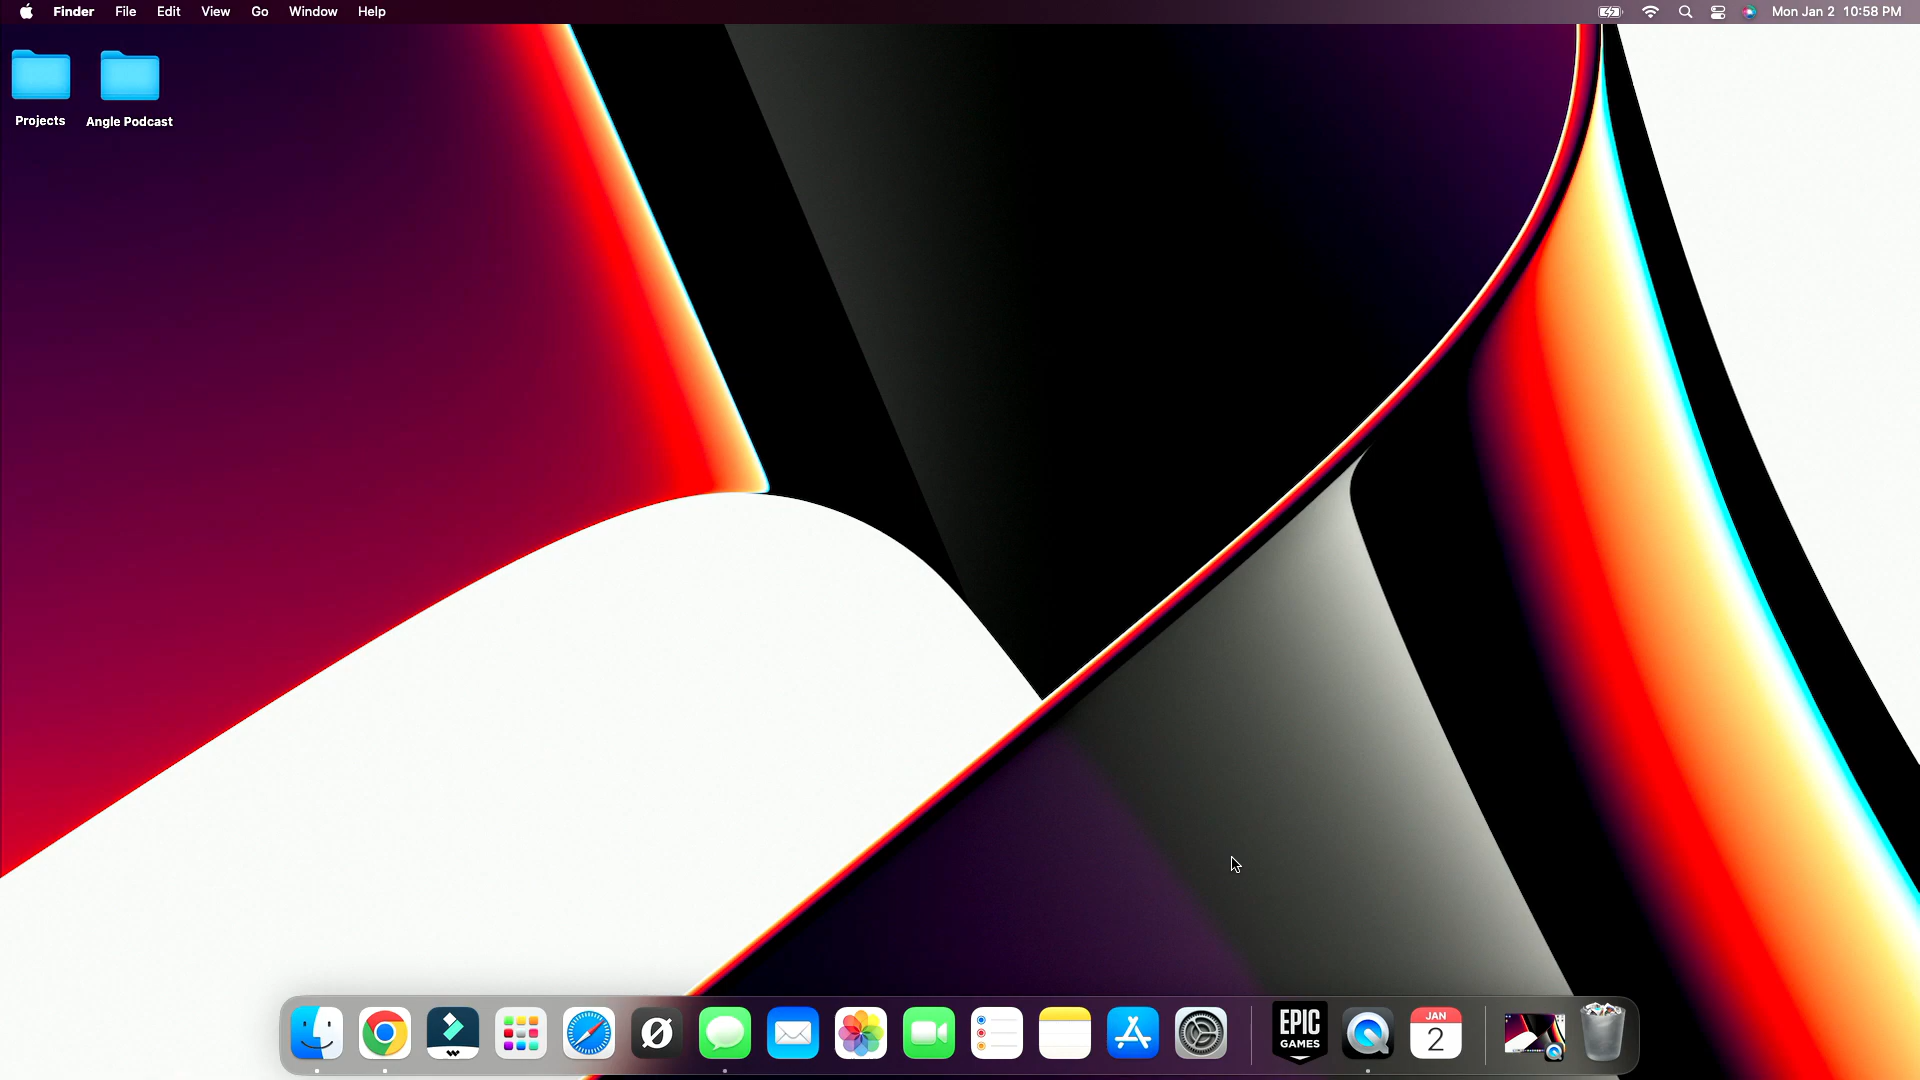 Finder File Edit View Go Window Help
Mon Jan 2 10:58 PM
Projects
Angle Podcast
EPIC
GAMES
JAN
2